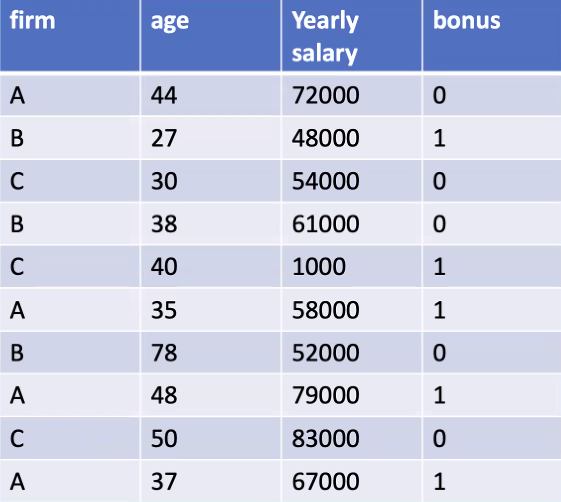 firm age Yearly salary bonus
A 44 72000 0
B 27 48000 1
C 30 54000 0
B 38 61000 0
C 40 1000 1
A 35 58000 1
B 78 52000 0
A 48 79000 1
C 50 83000 0
A 37 67000 1